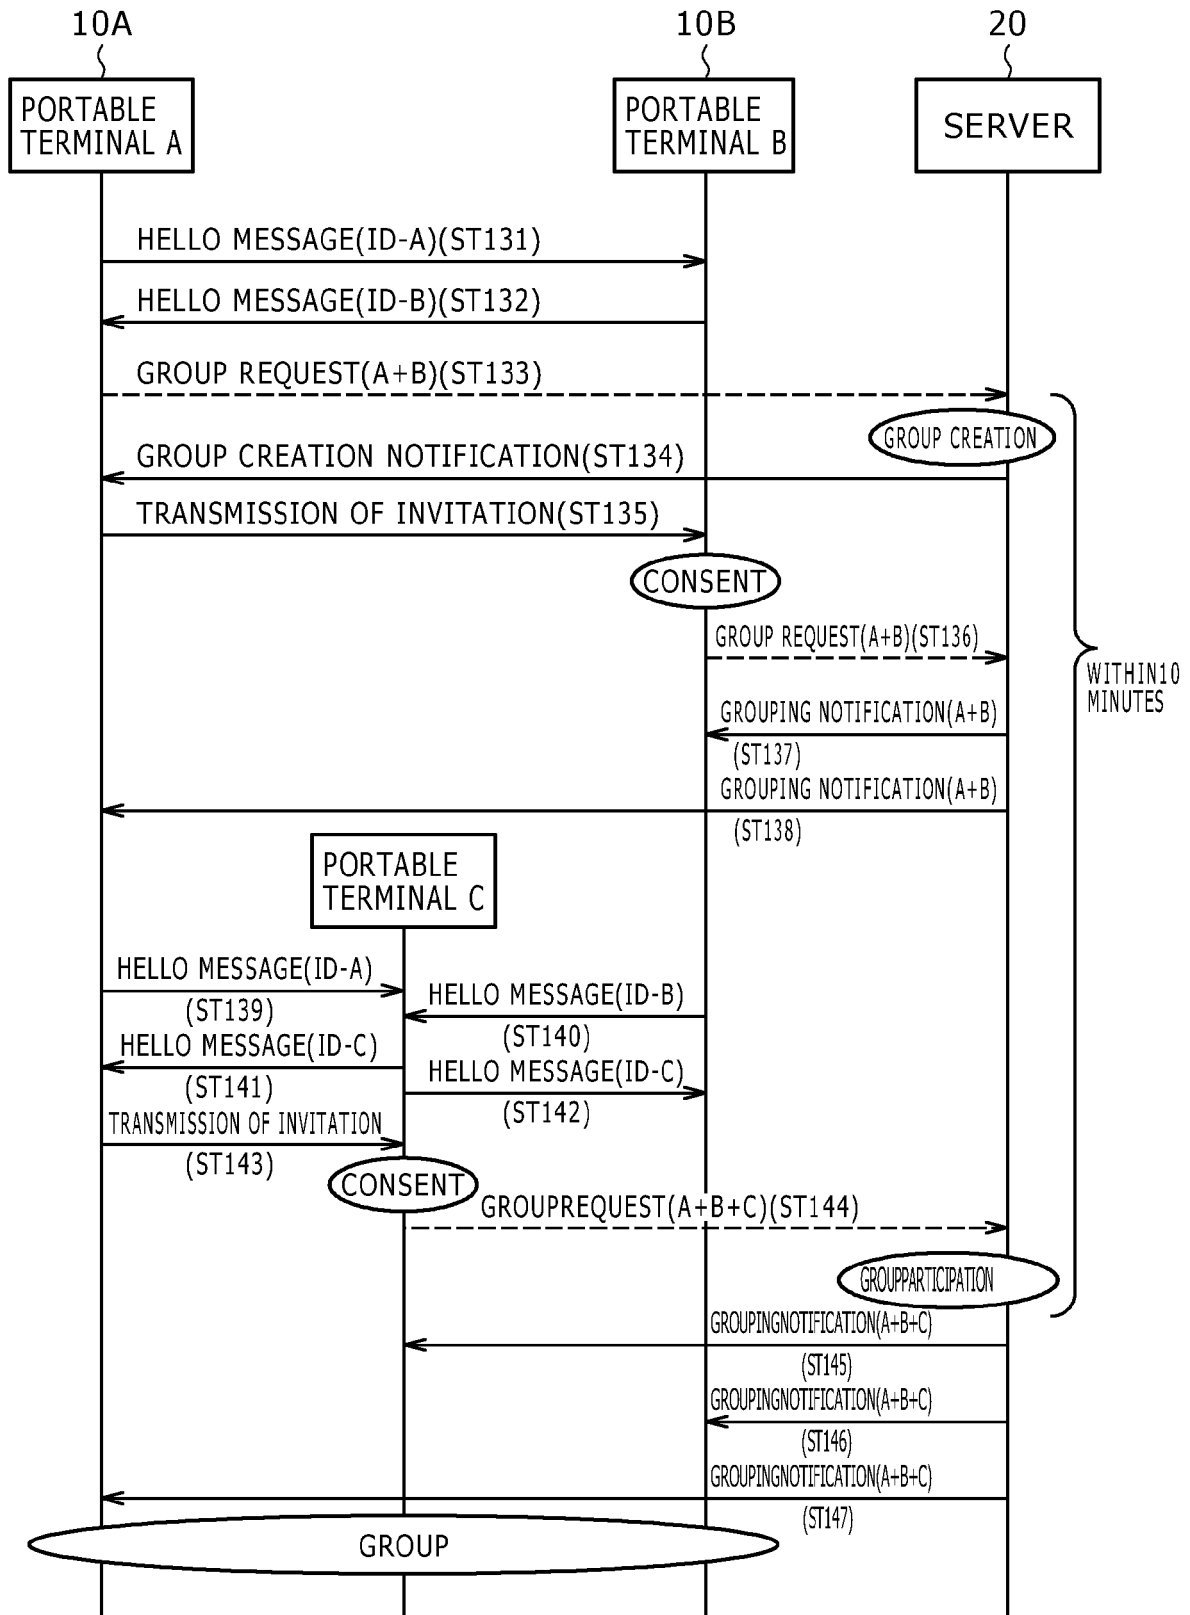 10A
10B
20
PORTABLE
TERMINAL A
PORTABLE
TERMINAL B
SERVER
HELLO MESSAGE(ID-A)(ST131)
HELLO MESSAGE(ID-B)(ST132)
GROUP REQUEST(A+B)(ST133)
GROUP CREATION
GROUP CREATION NOTIFICATION(ST134)
TRANSMISSION OF INVITATION(ST135)
CONSENT
GROUP REQUEST(A+B)(ST136)
WITHIN10
MINUTES
GROUPING NOTIFICATION(A+B)
(ST137)
GROUPING NOTIFICATION(A+B)
(ST138)
PORTABLE
TERMINAL C
HELLO MESSAGE(ID-A)
(ST139)
HELLO MESSAGE(ID-B)
(ST140)
HELLO MESSAGE(ID-C)
(ST141)
HELLO MESSAGE(ID-C)
(ST142)
TRANSMISSION OF INVITATION
(ST143)
CONSENT
GROUPREQUEST(A+B+C)(ST144)
GROUPPARTICIPATION
GROUPINGNOTIFICATION(A+B+C)
(ST145)
GROUPINGNOTIFICATION(A+B+C)
(ST146)
GROUPINGNOTIFICATION(A+B+C)
(ST147)
GROUP